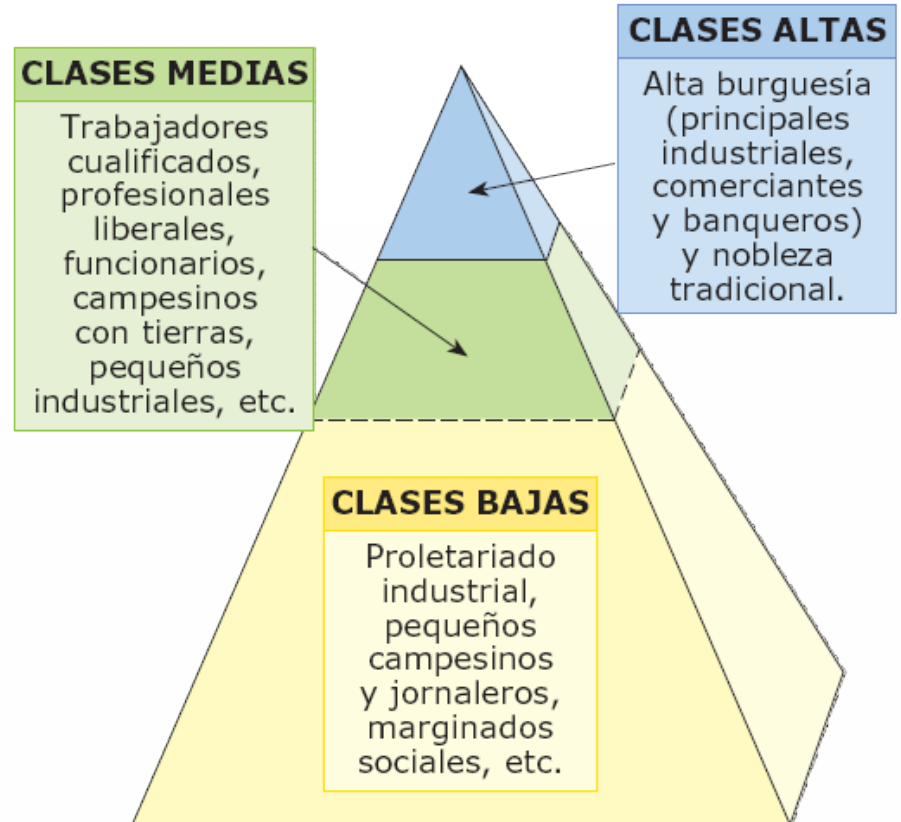 CLASES MEDIAS
Trabajadores
cualificados,
profesionales
liberales,
funcionarios,
campesinos
con tierras,
pequeños
industriales, etc.
CLASES ALTAS
Alta burguesía
(principales
industriales,
comerciantes
y banqueros)
y nobleza
tradicional.
CLASES BAJAS
Proletariado
industrial,
pequeños
campesinos
y jornaleros,
marginados
sociales, etc.